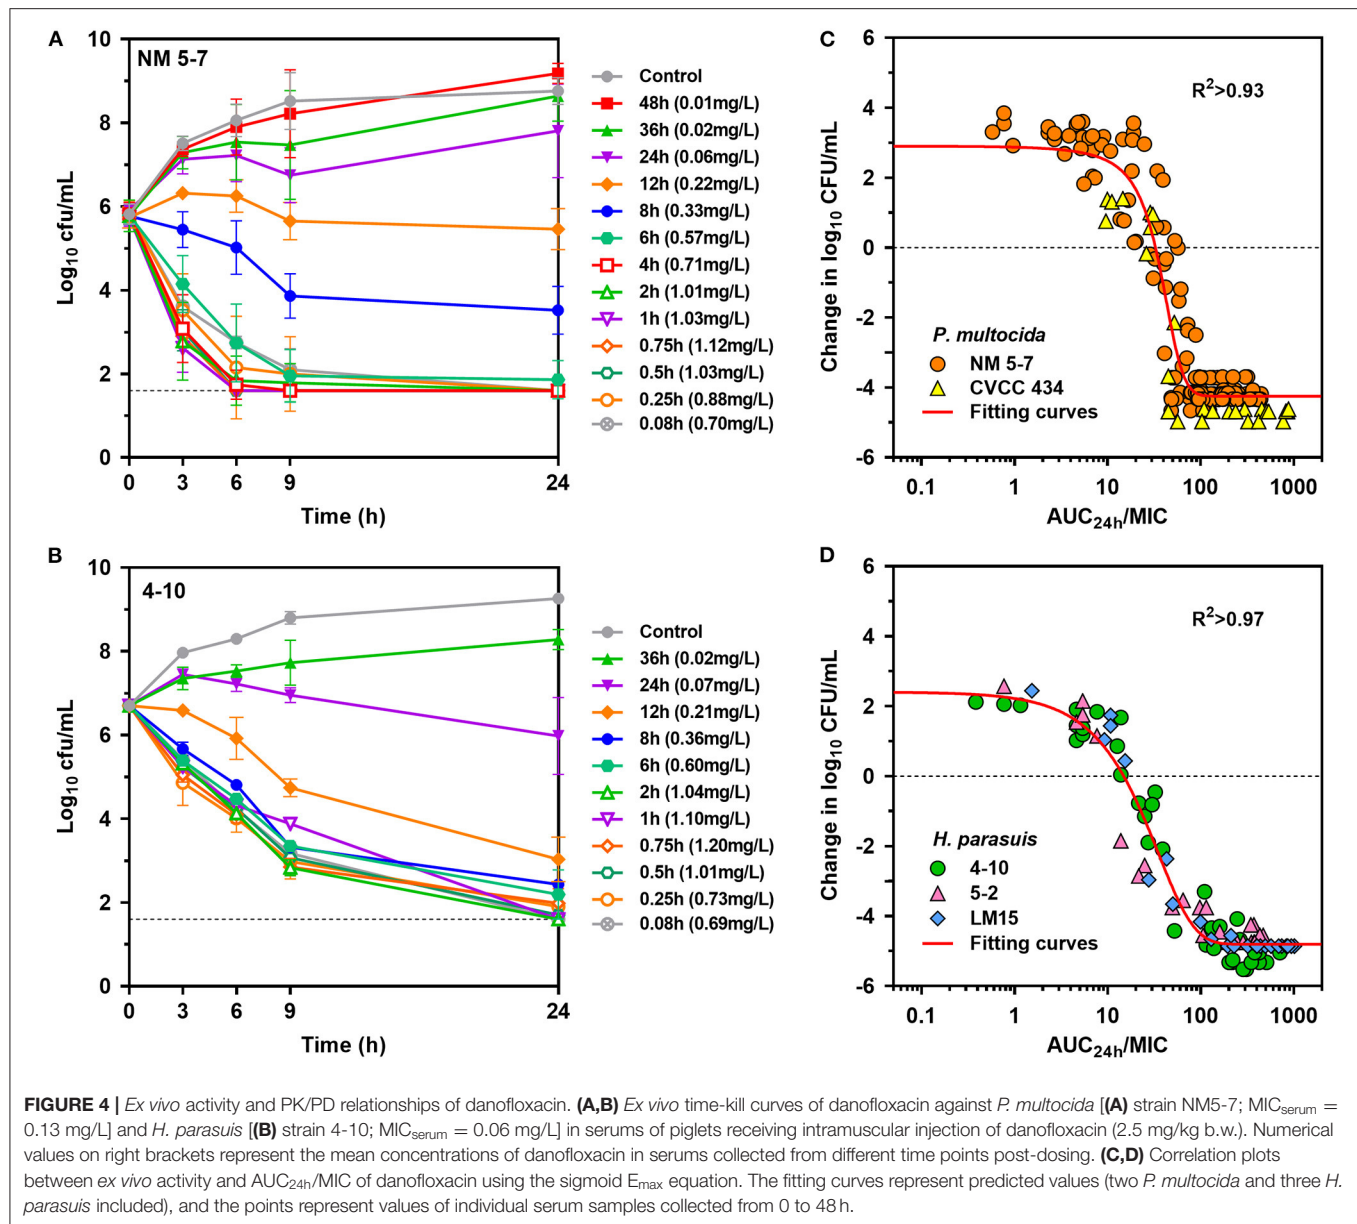 A
NM 5-7
10
8
6
4
2
0
Log10 cfu/mL
0 3 6 9 24
Time (h)
Control
48h (0.01mg/L)
36h (0.02mg/L)
24h (0.06mg/L)
12h (0.22mg/L)
8h (0.33mg/L)
6h (0.57mg/L)
4h (0.71mg/L)
2h (1.01mg/L)
1h (1.03mg/L)
0.75h (1.12mg/L)
0.5h (1.03mg/L)
0.25h (0.88mg/L)
0.08h (0.70mg/L)
C
6
4
2
0
-2
-4
-6
Change in log10 CFU/mL
R2>0.93
P. multocida
NM 5-7
CVCC 434
Fitting curves
0.1 1 10 100 1000
AUC24h/MIC
B
4-10
10
8
6
4
2
0
Log10 cfu/mL
0 3 6 9 24
Time (h)
Control
36h (0.02mg/L)
24h (0.07mg/L)
12h (0.21mg/L)
8h (0.36mg/L)
6h (0.60mg/L)
2h (1.04mg/L)
1h (1.10mg/L)
0.75h (1.20mg/L)
0.5h (1.01mg/L)
0.25h (0.73mg/L)
0.08h (0.69mg/L)
D
6
4
2
0
-2
-4
-6
Change in log10 CFU/mL
R2>0.97
H. parasuis
4-10
5-2
LM15
Fitting curves
0.1 1 10 100 1000
AUC24h/MIC
FIGURE 4 | Ex vivo activity and PK/PD relationships of danofloxacin. (A,B) Ex vivo time-kill curves of danofloxacin against P. multocida [(A) strain NM5-7; MICserum =
0.13 mg/L] and H. parasuis [(B) strain 4-10; MICserum = 0.06 mg/L] in serums of piglets receiving intramuscular injection of danofloxacin (2.5 mg/kg b.w.). Numerical
values on right brackets represent the mean concentrations of danofloxacin in serums collected from different time points post-dosing. (C,D) Correlation plots
between ex vivo activity and AUC24h/MIC of danofloxacin using the sigmoid Emax equation. The fitting curves represent predicted values (two P. multocida and three H.
parasuis included), and the points represent values of individual serum samples collected from 0 to 48 h.